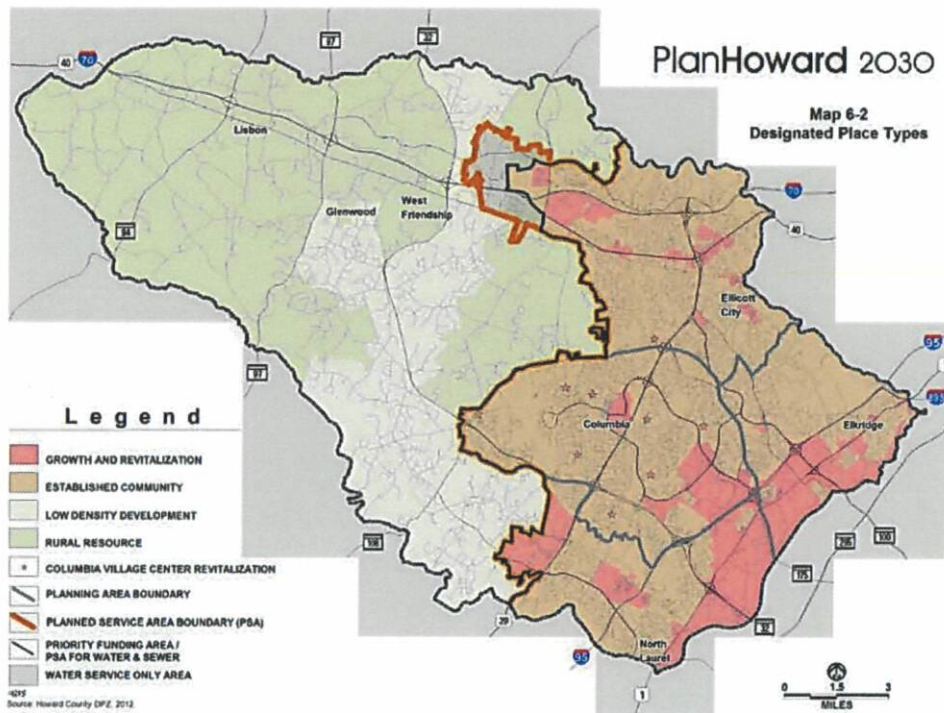 PlanHoward 2030
Map 6-2
Designated Place Types
97
32
40
70
Lisbon
Glenwood
West
Friendship
94
70
40
Ellicott
City
97
95
1
895
Columbia
Elkridge
108
29
100
295
175
32
North
Laurel
95
1
Legend
GROWTH AND REVITALIZATION
ESTABLISHED COMMUNITY
LOW DENSITY DEVELOPMENT
RURAL RESOURCE
COLUMBIA VILLAGE CENTER REVITALIZATION
PLANNING AREA BOUNDARY
PLANNED SERVICE AREA BOUNDARY (PSA)
PRIORITY FUNDING AREA /
PSA FOR WATER & SEWER
WATER SERVICE ONLY AREA
Source: Howard County DPZ, 2012
0 1.5 3
MILES